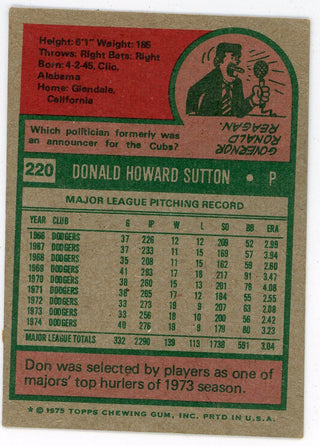 Height: 6'1" Weight: 185
Throws: Right Bats: Right
Born: 4-2-45, Clio,
Alabama
Home: Glendale,
California
GOVERNOR
RONALD
REAGAN.
Which politician formerly was
an announcer for the Cubs?
220 DONALD HOWARD SUTTON • P
MAJOR LEAGUE PITCHING RECORD
YEAR CLUB G IP W L SO BB ERA
1966 DODGERS 37 226 12 12 209 52 2.99
1967 DODGERS 37 233 11 15 169 57 3.94
1968 DODGERS 35 208 11 15 162 59 2.60
1969 DODGERS 41 293 17 18 217 91 3.47
1970 DODGERS 38 260 15 13 201 78 4.08
1971 DODGERS 38 265 17 12 194 55 2.55
1972 DODGERS 33 273 19 9 207 63 2.08
1973 DODGERS 33 256 18 10 200 56 2.42
1974 DODGERS 40 276 19 9 179 80 3.23
MAJOR LEAGUE TOTALS 332 2290 139 113 1738 591 3.04
Don was selected by players as one of
majors' top hurlers of 1973 season.
* © 1975 TOPPS CHEWING GUM, INC. PRTD IN U.S.A.